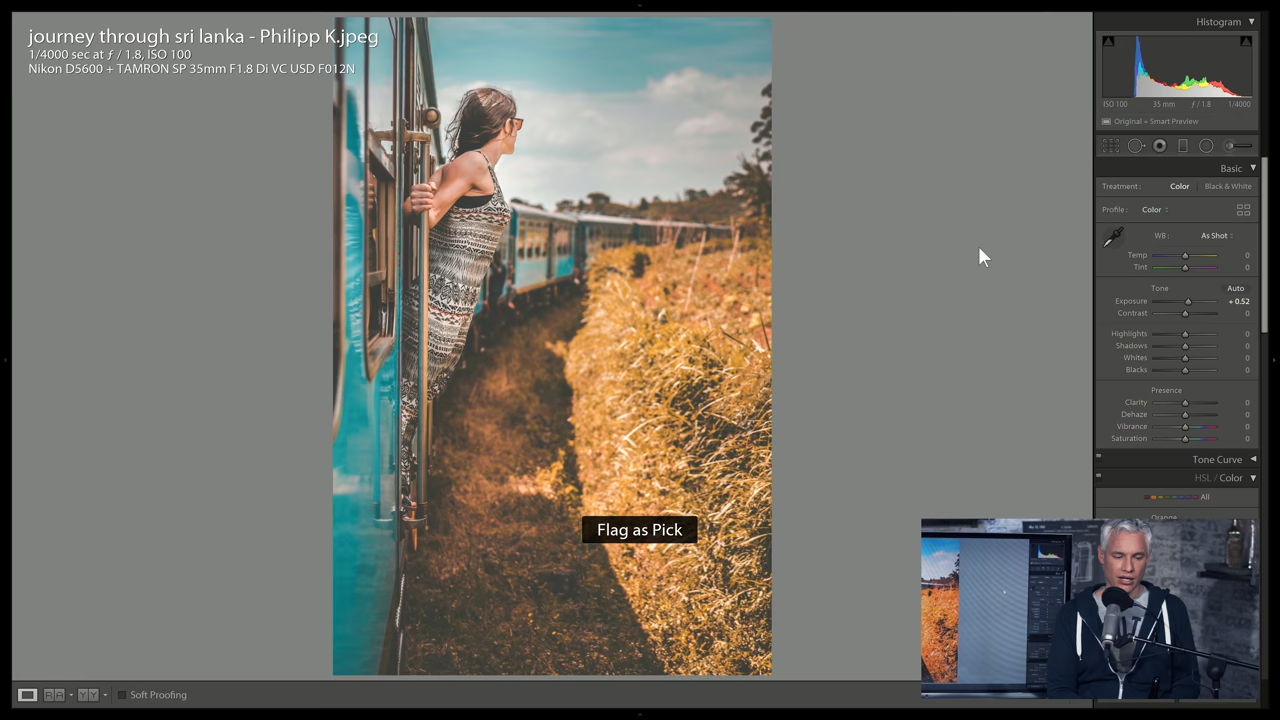 journey through sri lanka - Philipp K.jpeg
1/4000 sec at ƒ / 1.8, ISO 100
Nikon D5600 + TAMRON SP 35mm F1.8 Di VC USD F012N
Flag as Pick
Soft Proofing
Histogram
ISO 100 35 mm ƒ / 1.8 1/4000
Original + Smart Preview
Basic
Treatment : Color Black & White
Profile : Color
WB : As Shot
Temp 0
Tint 0
Tone Auto
Exposure + 0.52
Contrast 0
Highlights 0
Shadows 0
Whites 0
Blacks 0
Presence
Clarity 0
Dehaze 0
Vibrance 0
Saturation 0
Tone Curve
HSL / Color
All
Orange